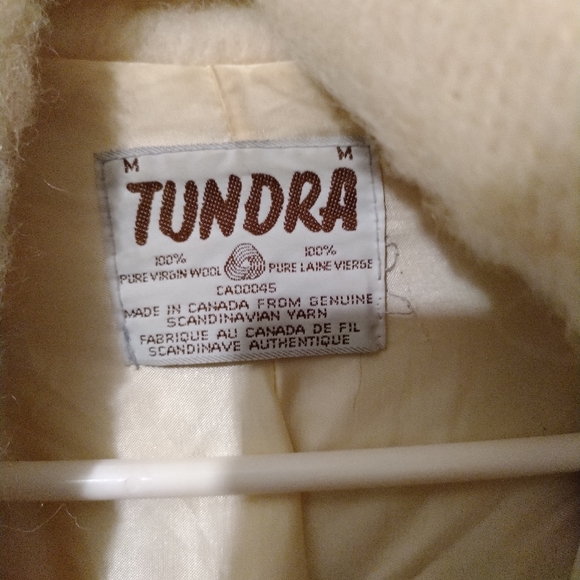 M M
TUNDRA
100% 100%
PURE VIRGIN WOOL PURE LAINE VIERGE
CA00045
MADE IN CANADA FROM GENUINE
SCANDINAVIAN YARN
FABRIQUE AU CANADA DE FIL
SCANDINAVE AUTHENTIQUE